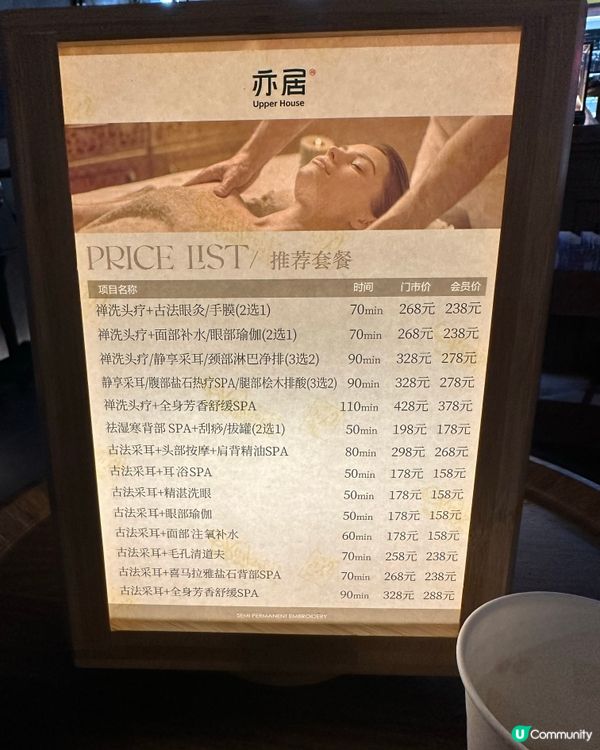 亦居
Upper House
PRICE LIST/ 推荐套餐
项目名称 时间 门市价 会员价
禅洗头疗+古法眼灸/手膜(2选1) 70min 268元 238元
禅洗头疗+面部补水/眼部瑜伽(2选1) 70min 268元 238元
禅洗头疗/静享采耳/颈部淋巴净排(3选2) 90min 328元 278元
静享采耳/腹部盐石热疗SPA/腿部桧木排酸(3选2) 90min 328元 278元
禅洗头疗+全身芳香舒缓SPA 110min 428元 378元
祛湿寒背部 SPA+刮痧/拔罐(2选1) 50min 198元 178元
古法采耳+头部按摩+肩背精油SPA 80min 298元 268元
古法采耳+耳浴SPA 50min 178元 158元
古法采耳+精湛洗眼 50min 178元 158元
古法采耳+眼部瑜伽 50min 178元 158元
古法采耳+面部注氧补水 60min 178元 158元
古法采耳+毛孔清道夫 70min 258元 238元
古法采耳+喜马拉雅盐石背部SPA 70min 268元 238元
古法采耳+全身芳香舒缓SPA 90min 328元 288元
SEMI PERMANENT EMBROIDERY
U Community